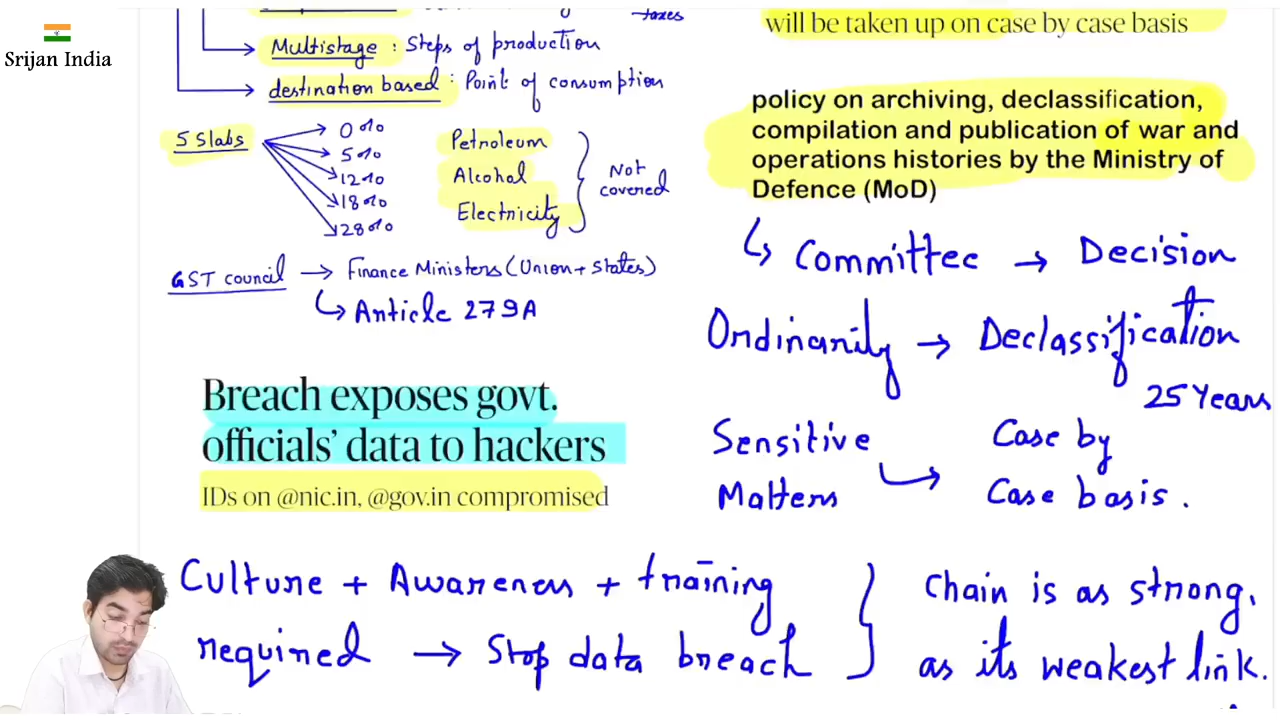 Srijan India
taxes
Multistage : Steps of production
destination based : Point of consumption
5 Slabs
0%
5%
12%
18%
28%
Petroleum
Alcohol
Electricity
Not covered
GST council → Finance Ministers (Union + States)
↳ Article 279A
Breach exposes govt.
officials' data to hackers
IDs on @nic.in, @gov.in compromised
will be taken up on case by case basis
policy on archiving, declassification,
compilation and publication of war and
operations histories by the Ministry of
Defence (MoD)
↳ Committee → Decision
Ordinarily → Declassification
25 Years
Sensitive Case by
Matters Case basis.
Culture + Awareness + training
required → Stop data breach
Chain is as strong,
as its weakest link.